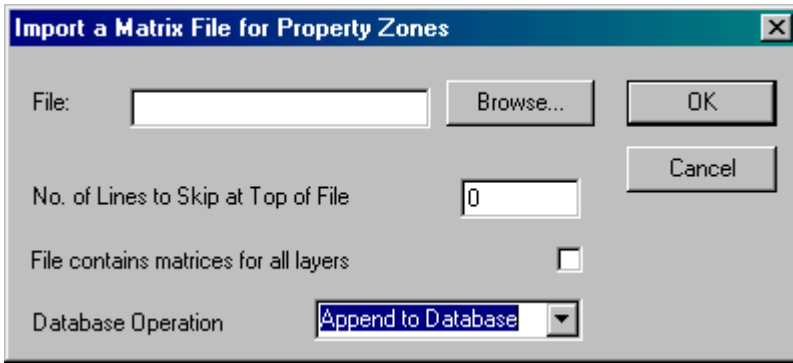 Import a Matrix File for Property Zones
File: Browse... OK
Cancel
No. of Lines to Skip at Top of File 0
File contains matrices for all layers
Database Operation Append to Database